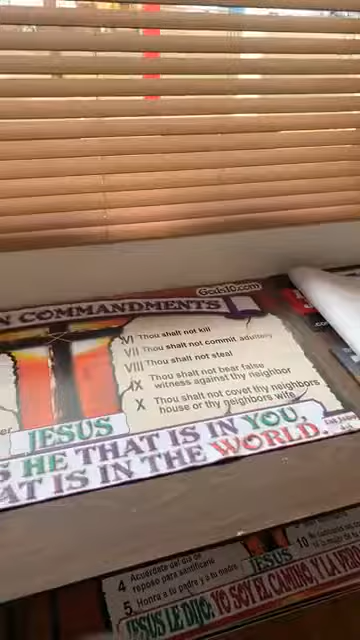 Gods10.com
N COMMANDMENTS
VI Thou shalt not kill
VII Thou shalt not commit adultery
VIII Thou shalt not steal
IX Thou shalt not bear false
witness against thy neighbor
X Thou shalt not covet thy neighbors
house or thy neighbors wife
JESUS
S HE THAT IS IN YOU,
AT IS IN THE WORLD.
4 Acuérdate del día de
reposo para santificarlo
5 Honra a tu padre y a tu madre
10
JESUS
JESUS LE DIJO: YO SOY EL CAMINO, Y LA VERD